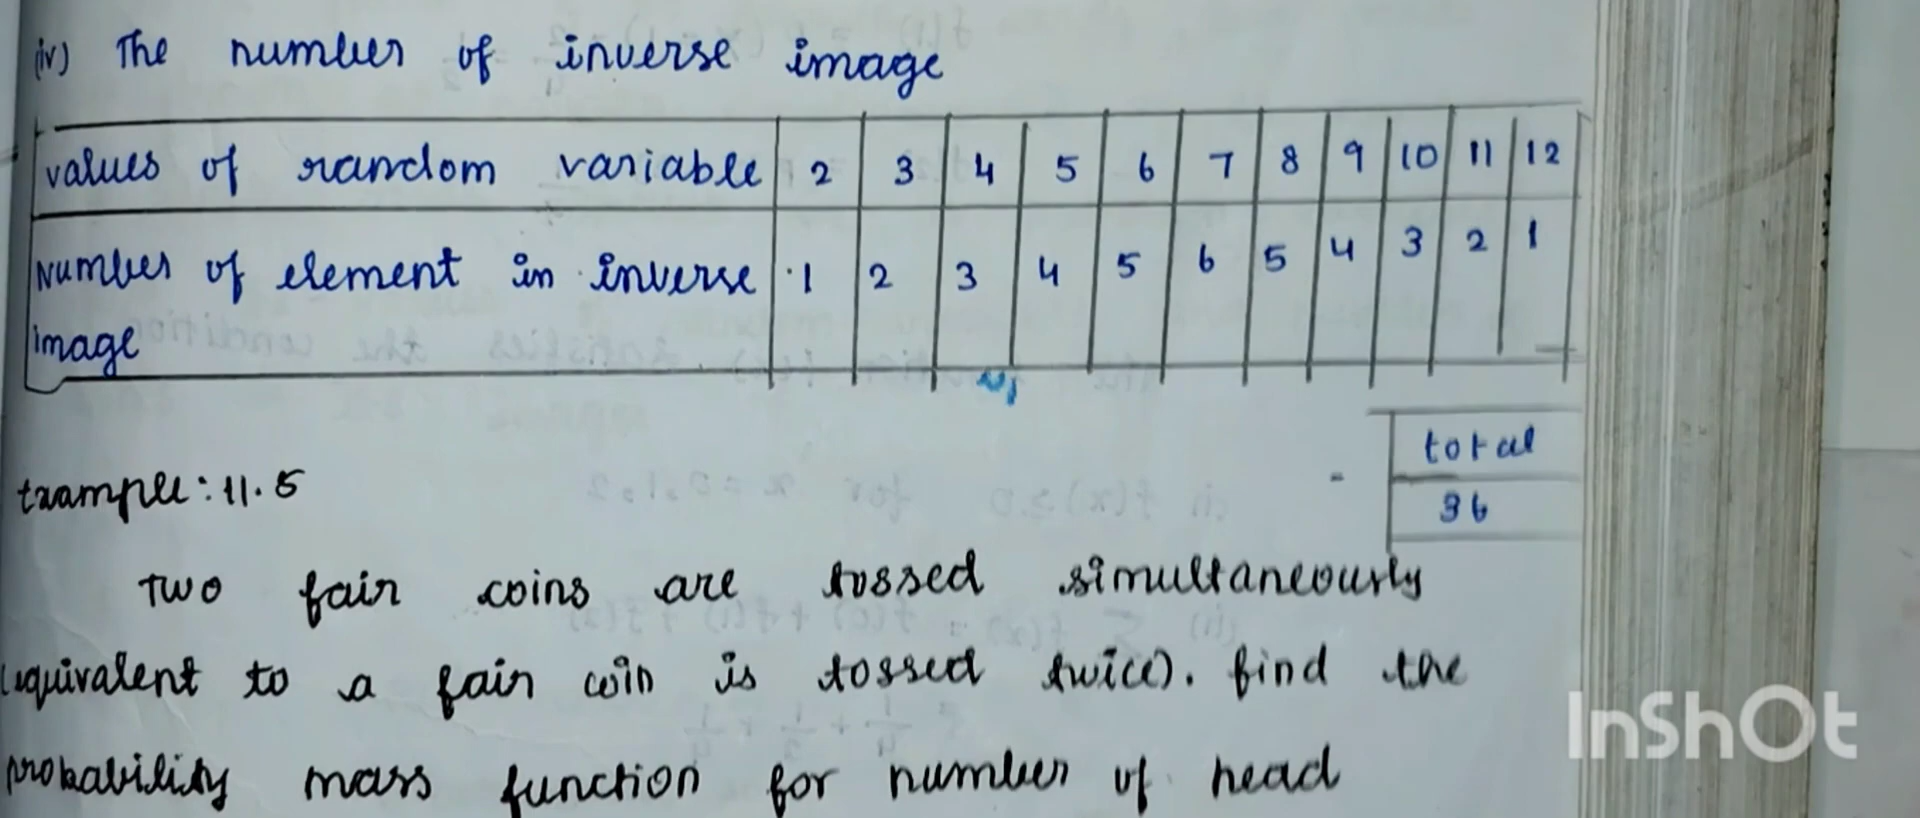 (iv) The number of inverse image
values of random variable 2 3 4 5 6 7 8 9 10 11 12
Number of element in inverse 1 2 3 4 5 6 5 4 3 2 1
image
total
36
Example: 11.5
Two fair coins are tossed simultaneously
(equivalent to a fair coin is tossed twice). find the
probability mass function for number of head
InShOt